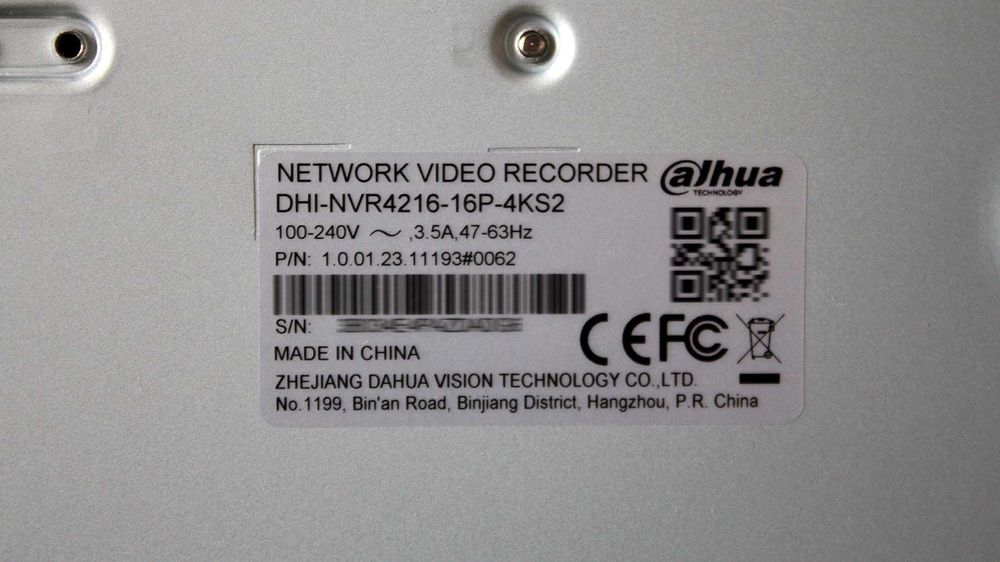 NETWORK VIDEO RECORDER
alhua
TECHNOLOGY
DHI-NVR4216-16P-4KS2
100-240V ～ ,3.5A,47-63Hz
P/N: 1.0.01.23.11193#0062
S/N:
CE FC
MADE IN CHINA
ZHEJIANG DAHUA VISION TECHNOLOGY CO.,LTD.
No.1199, Bin'an Road, Binjiang District, Hangzhou, P.R. China